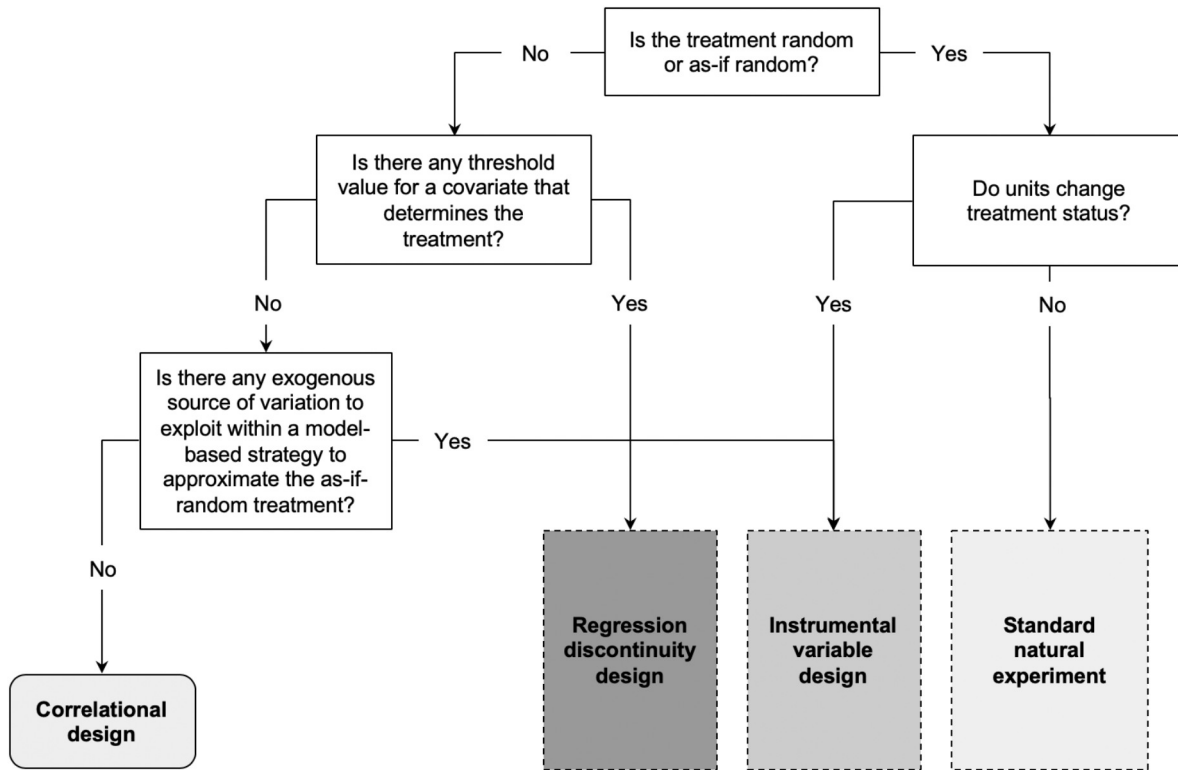 Is the treatment random
or as-if random?
No
Yes
Is there any threshold
value for a covariate that
determines the
treatment?
Do units change
treatment status?
No
Yes
Yes
No
Is there any exogenous
source of variation to
exploit within a model-
based strategy to
approximate the as-if-
random treatment?
Yes
No
Regression
discontinuity
design
Instrumental
variable
design
Standard
natural
experiment
Correlational
design